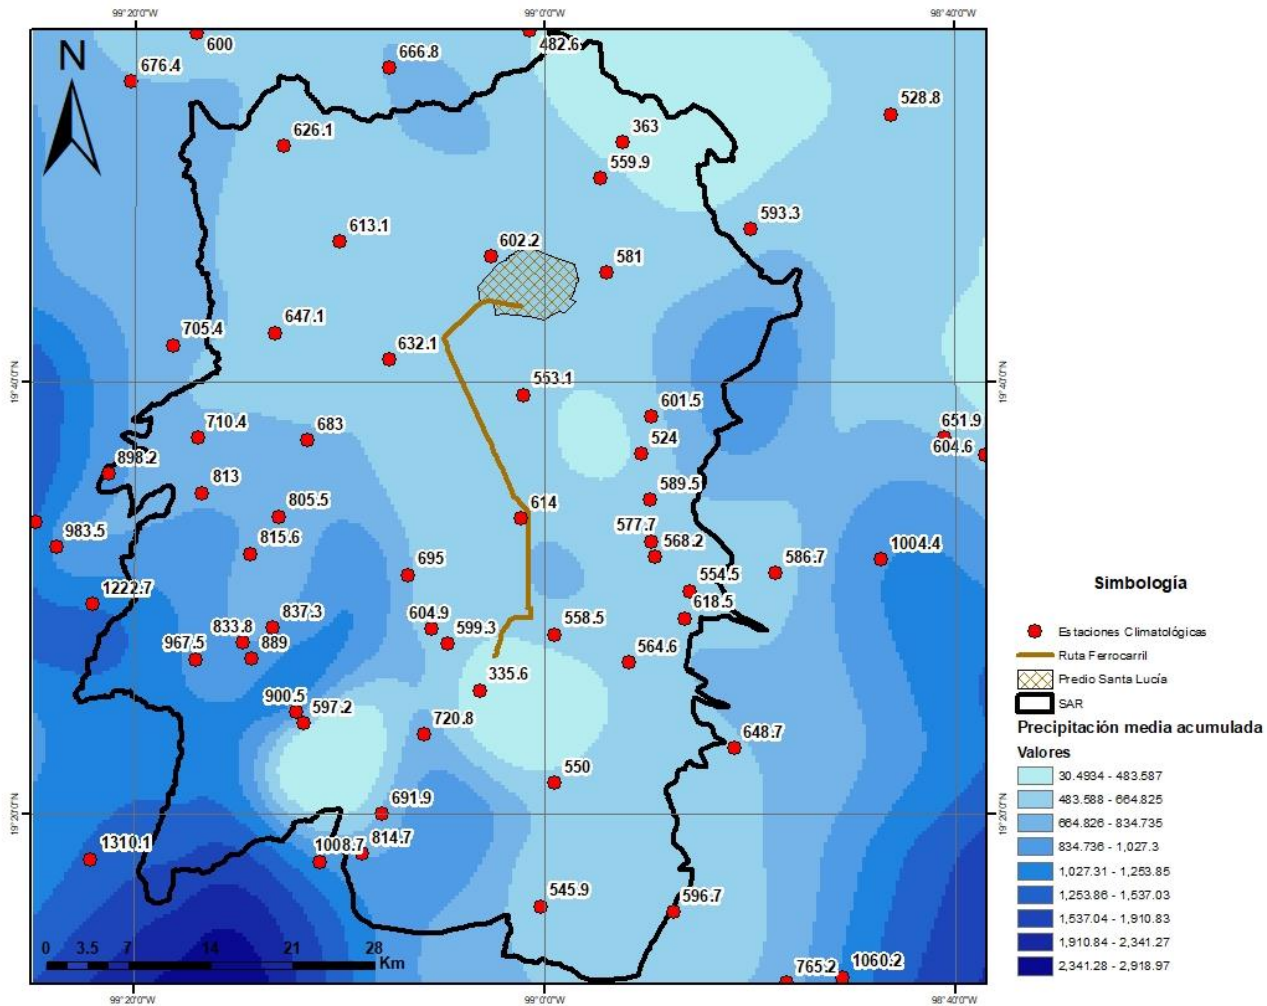 99°20'0"W 99°0'0"W 98°40'0"W
N
600
482.6
666.8
676.4
528.8
626.1
363
559.9
593.3
613.1
602.2
581
647.1
705.4
632.1
19°40'0"N 19°40'0"N
553.1
601.5
710.4
683
651.9
524
604.6
898.2
813
589.5
805.5
614
983.5
815.6
577.7
568.2
1004.4
586.7
695
554.5
1222.7
618.5
837.3
604.9
833.8
599.3
558.5
967.5
889
564.6
335.6
900.5
597.2
720.8
648.7
550
691.9
19°20'0"N 19°20'0"N
1310.1
1008.7
814.7
545.9
596.7
0 3.5 7 14 21 28
Km
765.2
1060.2
99°20'0"W 99°0'0"W 98°40'0"W
Simbología
Estaciones Climatológicas
Ruta Ferrocarril
Predio Santa Lucía
SAR
Precipitación media acumulada
Valores
30.4934 - 483.587
483.588 - 664.825
664.826 - 834.735
834.736 - 1,027.3
1,027.31 - 1,253.85
1,253.86 - 1,537.03
1,537.04 - 1,910.83
1,910.84 - 2,341.27
2,341.28 - 2,918.97